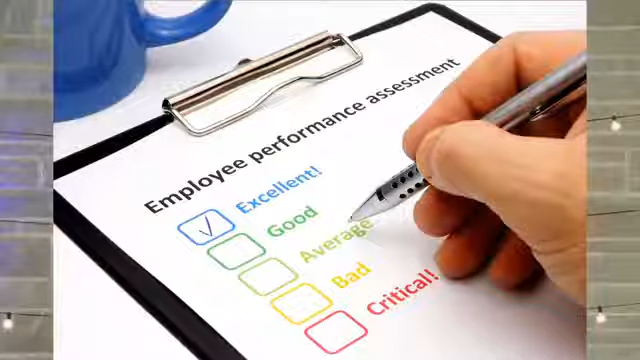 Employee performance assessment
Excellent!
Good
Average
Bad
Critical!